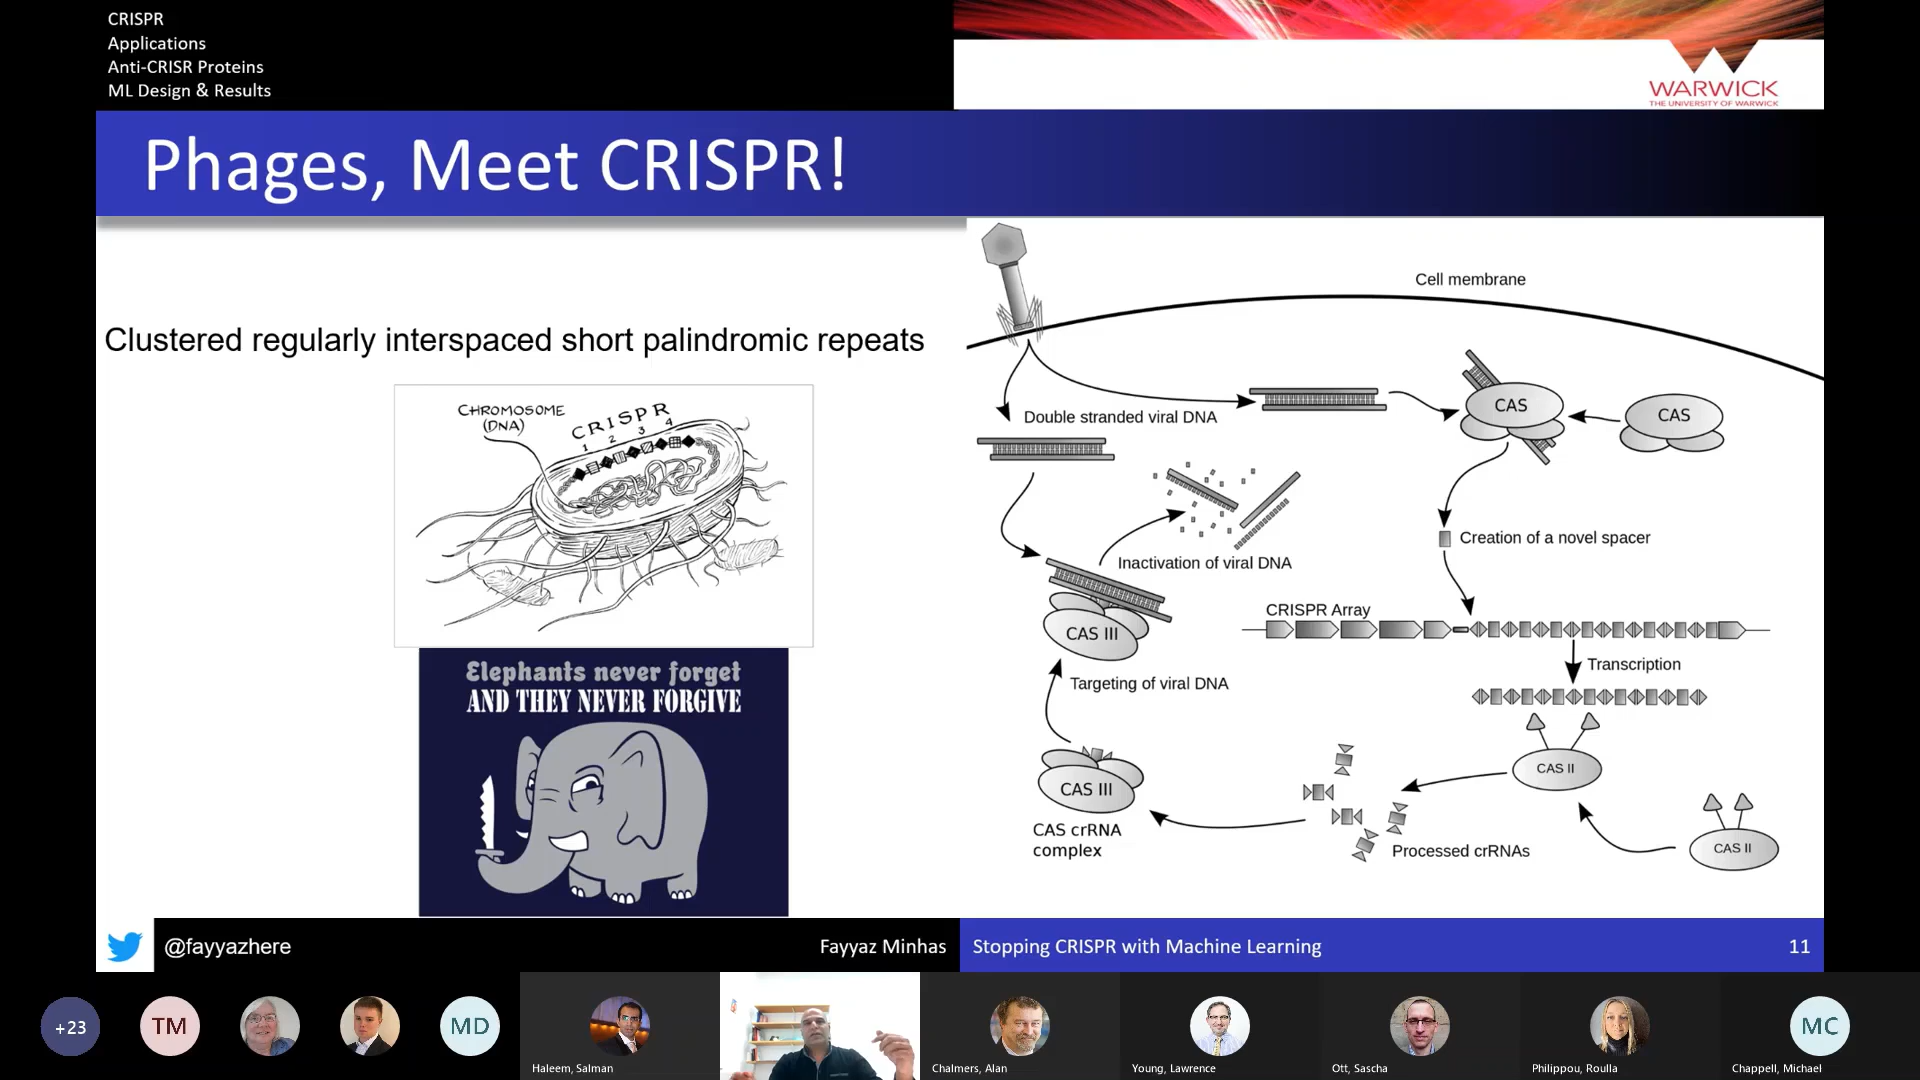 CRISPR
Applications
Anti-CRISR Proteins
ML Design & Results
WARWICK
THE UNIVERSITY OF WARWICK
Phages, Meet CRISPR!
Clustered regularly interspaced short palindromic repeats
CHROMOSOME
(DNA)
CRISPR
1 2 3 4
Elephants never forget
AND THEY NEVER FORGIVE
Cell membrane
Double stranded viral DNA
CAS
CAS
Creation of a novel spacer
Inactivation of viral DNA
CRISPR Array
CAS III
Transcription
Targeting of viral DNA
CAS II
CAS III
CAS crRNA
complex
Processed crRNAs
CAS II
@fayyazhere
Fayyaz Minhas
Stopping CRISPR with Machine Learning
11
+23
TM
MD
Haleem, Salman
Chalmers, Alan
Young, Lawrence
Ott, Sascha
Philippou, Roulla
MC
Chappell, Michael